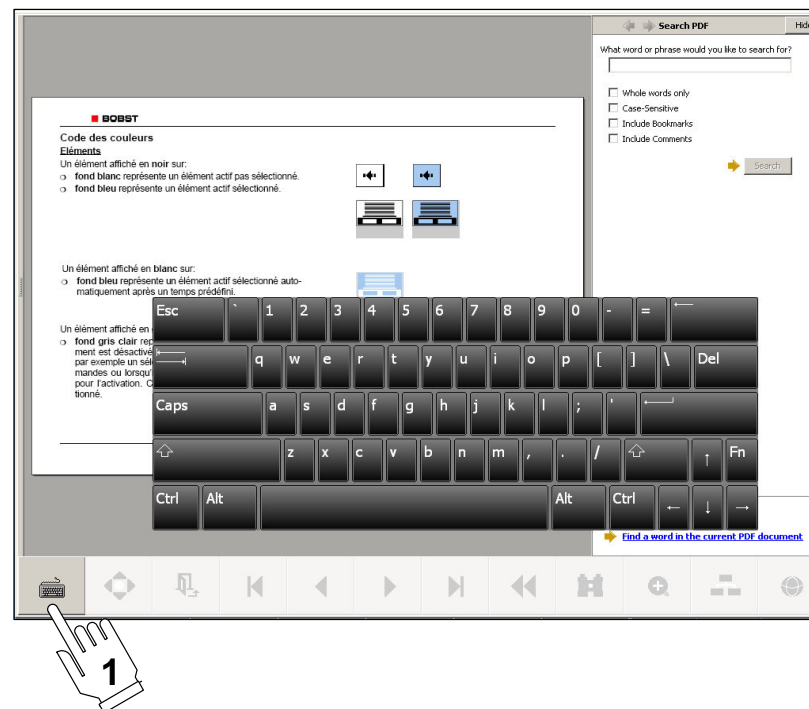 Search PDF
Hide
What word or phrase would you like to search for?
Whole words only
Case-Sensitive
Include Bookmarks
Include Comments
Search
BOBST
Code des couleurs
Eléments
Un élément affiché en noir sur:
fond blanc représente un élément actif pas sélectionné.
fond bleu représente un élément actif sélectionné.
Un élément affiché en blanc sur:
fond bleu représente un élément actif sélectionné auto-
matiquement après un temps prédéfini.
Un élément affiché en
fond gris clair rep
ment est désactivé
par exemple un sél
mandes ou lorsqu'
pour l'activation. C
tionné.
Esc ` 1 2 3 4 5 6 7 8 9 0 - = ←
q w e r t y u i o p [ ] \ Del
Caps a s d f g h j k l ; '
z x c v b n m , . / ↑ Fn
Ctrl Alt Alt Ctrl ← ↓ →
Find a word in the current PDF document
1